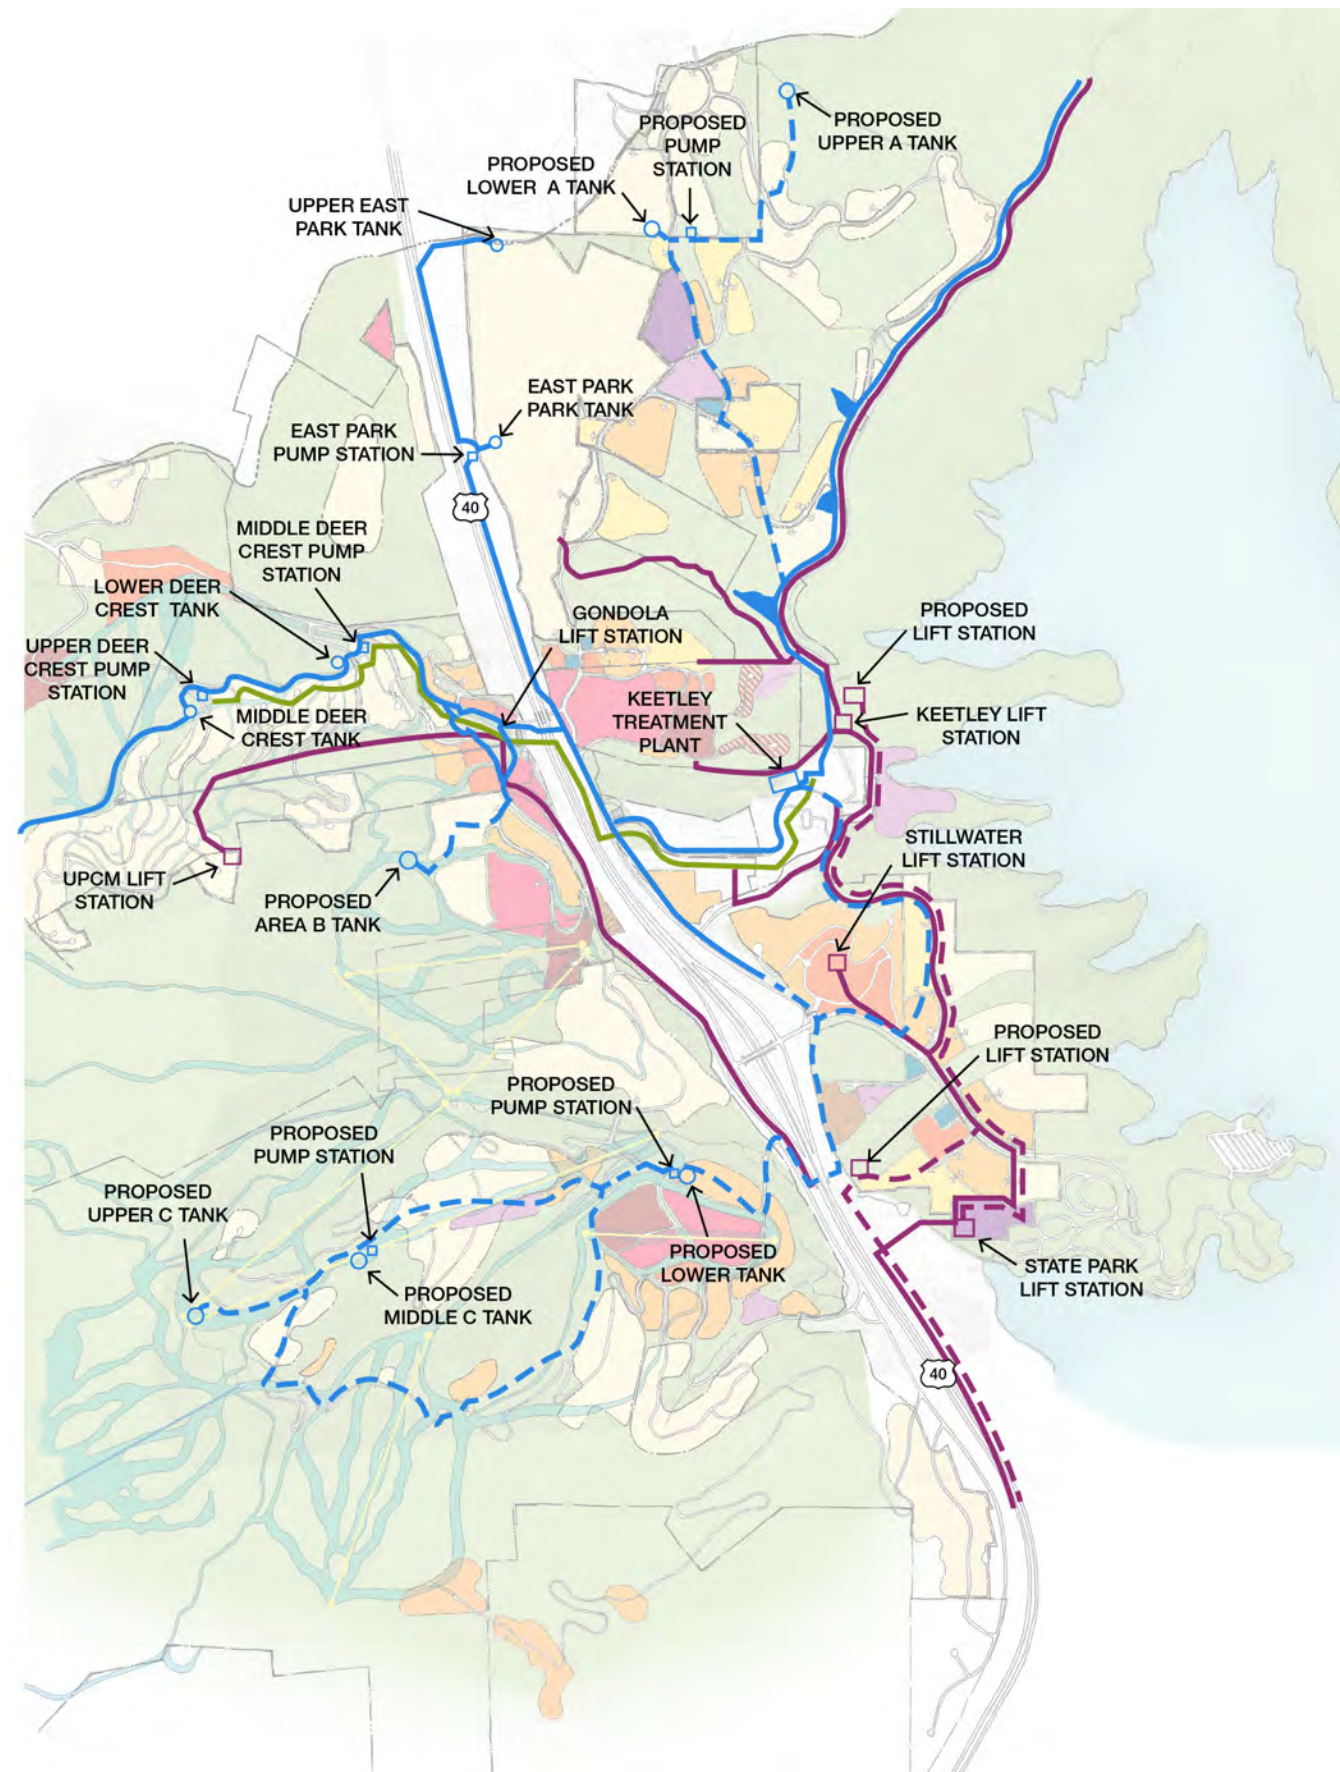 PROPOSED
UPPER A TANK
PROPOSED
PUMP
STATION
PROPOSED
LOWER A TANK
UPPER EAST
PARK TANK
EAST PARK
PARK TANK
EAST PARK
PUMP STATION
40
MIDDLE DEER
CREST PUMP
STATION
LOWER DEER
CREST TANK
UPPER DEER
CREST PUMP
STATION
MIDDLE DEER
CREST TANK
GONDOLA
LIFT STATION
PROPOSED
LIFT STATION
KEETLEY
TREATMENT
PLANT
KEETLEY LIFT
STATION
STILLWATER
LIFT STATION
UPCM LIFT
STATION
PROPOSED
AREA B TANK
PROPOSED
LIFT STATION
PROPOSED
PUMP STATION
PROPOSED
PUMP STATION
PROPOSED
UPPER C TANK
PROPOSED
LOWER TANK
PROPOSED
MIDDLE C TANK
STATE PARK
LIFT STATION
40